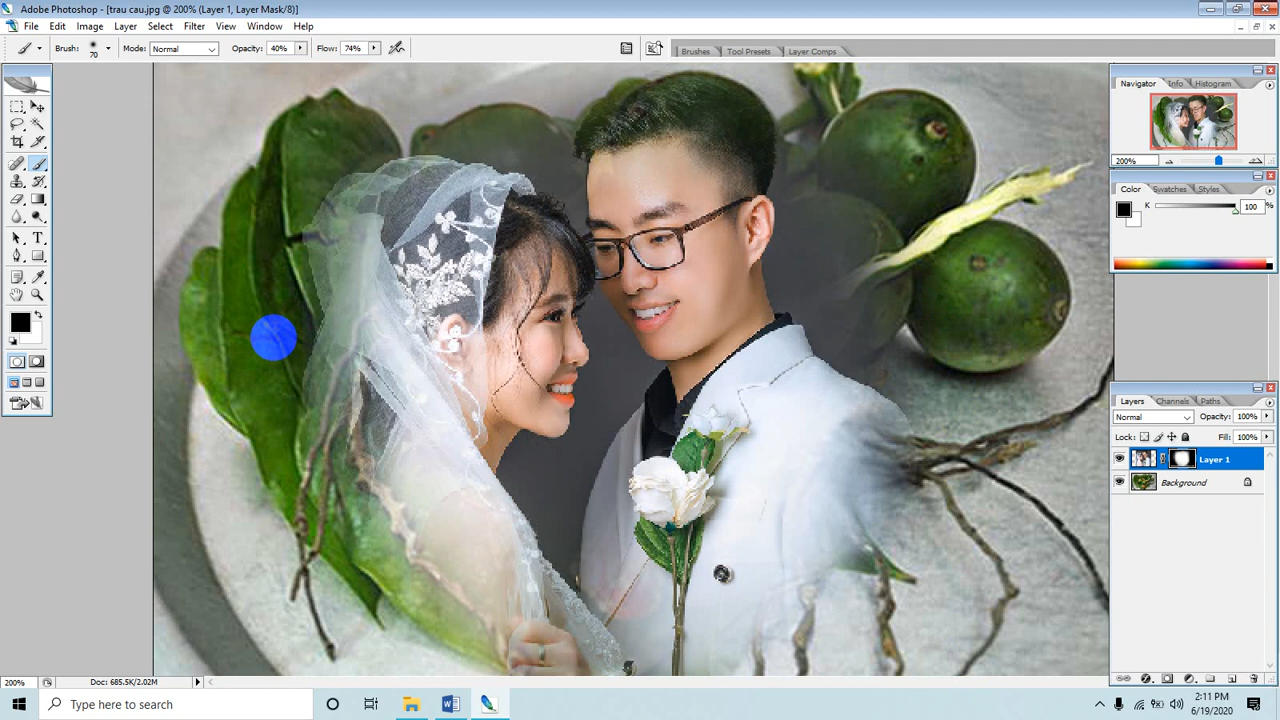 Adobe Photoshop - [trau cau.jpg @ 200% (Layer 1, Layer Mask/8)]
File Edit Image Layer Select Filter View Window Help
Brush: 70 Mode: Normal Opacity: 40% Flow: 74% Brushes Tool Presets Layer Comps
Navigator Info Histogram
200%
Color Swatches Styles
K 100 %
Layers Channels Paths
Normal Opacity: 100%
Lock: Fill: 100%
Layer 1
Background
200% Doc: 685.5K/2.02M
Type here to search
2:11 PM
6/19/2020